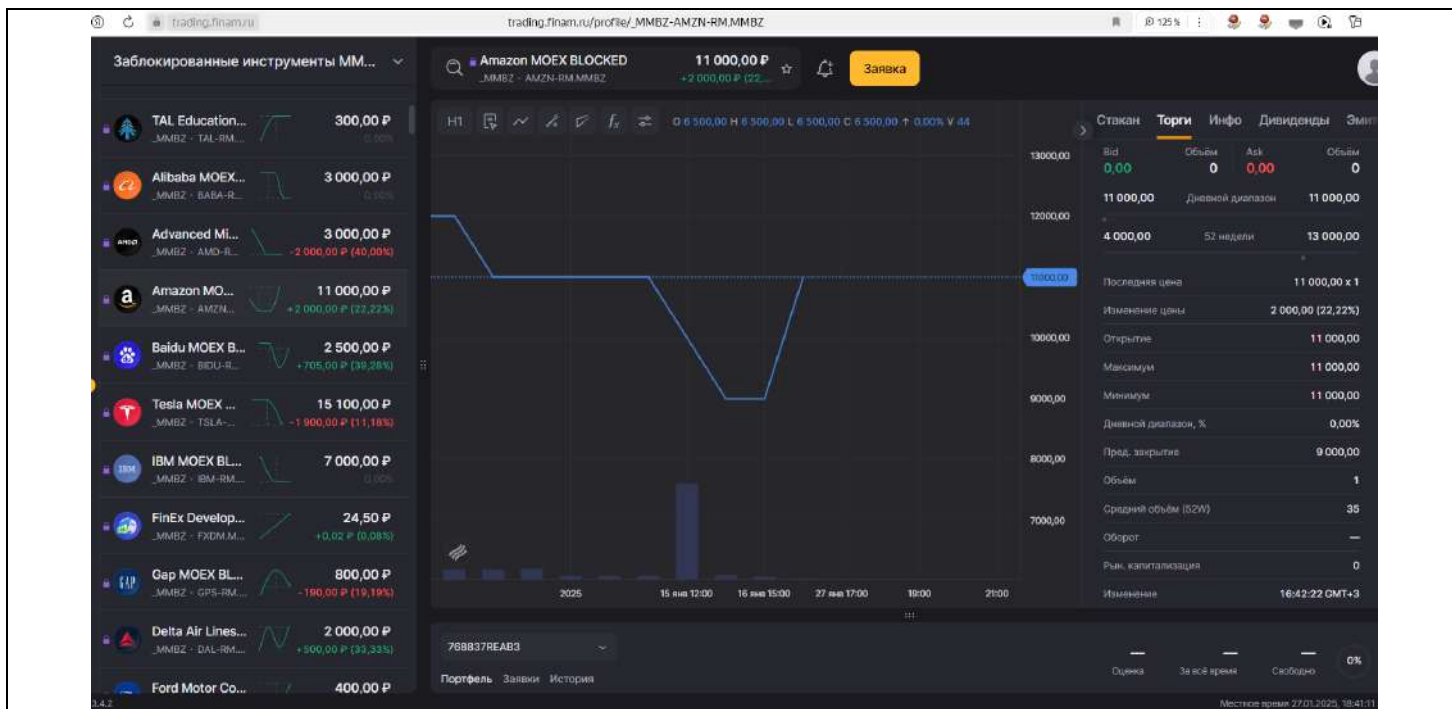 trading.finam.ru
trading.finam.ru/profile/_MMBZ-AMZN-RM,MMBZ
125 %
Заблокированные инструменты MM...
Amazon MOEX BLOCKED 11 000,00 ₽
_MMBZ · AMZN-RM.MMBZ +2 000,00 ₽ (22,...
Заявка
TAL Education... 300,00 ₽
_MMBZ · TAL-RM.... 0,00%
Alibaba MOEX... 3 000,00 ₽
_MMBZ · BABA-R... 0,00%
AMD
Advanced Mi... 3 000,00 ₽
_MMBZ · AMD-R... -2 000,00 ₽ (40,00%)
Amazon MO... 11 000,00 ₽
_MMBZ · AMZN... +2 000,00 ₽ (22,22%)
Baidu MOEX B... 2 500,00 ₽
_MMBZ · BIDU-R... +705,00 ₽ (39,28%)
Tesla MOEX ... 15 100,00 ₽
_MMBZ · TSLA-... -1 900,00 ₽ (11,18%)
IBM
IBM MOEX BL... 7 000,00 ₽
_MMBZ · IBM-RM.... 0,00%
FinEx Develop... 24,50 ₽
_MMBZ · FXDM.M... +0,02 ₽ (0,08%)
GAP
Gap MOEX BL... 800,00 ₽
_MMBZ · GPS-RM.... -190,00 ₽ (19,19%)
Delta Air Lines... 2 000,00 ₽
_MMBZ · DAL-RM.... +500,00 ₽ (33,33%)
Ford Motor Co... 400,00 ₽
3.4.2
H1 fx O 6 500,00 H 6 500,00 L 6 500,00 C 6 500,00 ↑ 0,00% V 44
13000,00
12000,00
11000,00
10000,00
9000,00
8000,00
7000,00
2025 15 янв 12:00 16 янв 15:00 27 янв 17:00 19:00 21:00
768837REAB3
Портфель Заявки История
Стакан Торги Инфо Дивиденды Эмит
Bid Объём Ask Объём
0,00 0 0,00 0
11 000,00 Дневной диапазон 11 000,00
4 000,00 52 недели 13 000,00
Последняя цена 11 000,00 x 1
Изменение цены 2 000,00 (22,22%)
Открытие 11 000,00
Максимум 11 000,00
Минимум 11 000,00
Дневной диапазон, % 0,00%
Пред. закрытие 9 000,00
Объём 1
Средний объём (52W) 35
Оборот —
Рын. капитализация 0
Изменение 16:42:22 GMT+3
— — — 0%
Оценка За всё время Свободно
Местное время 27.01.2025, 18:41:11